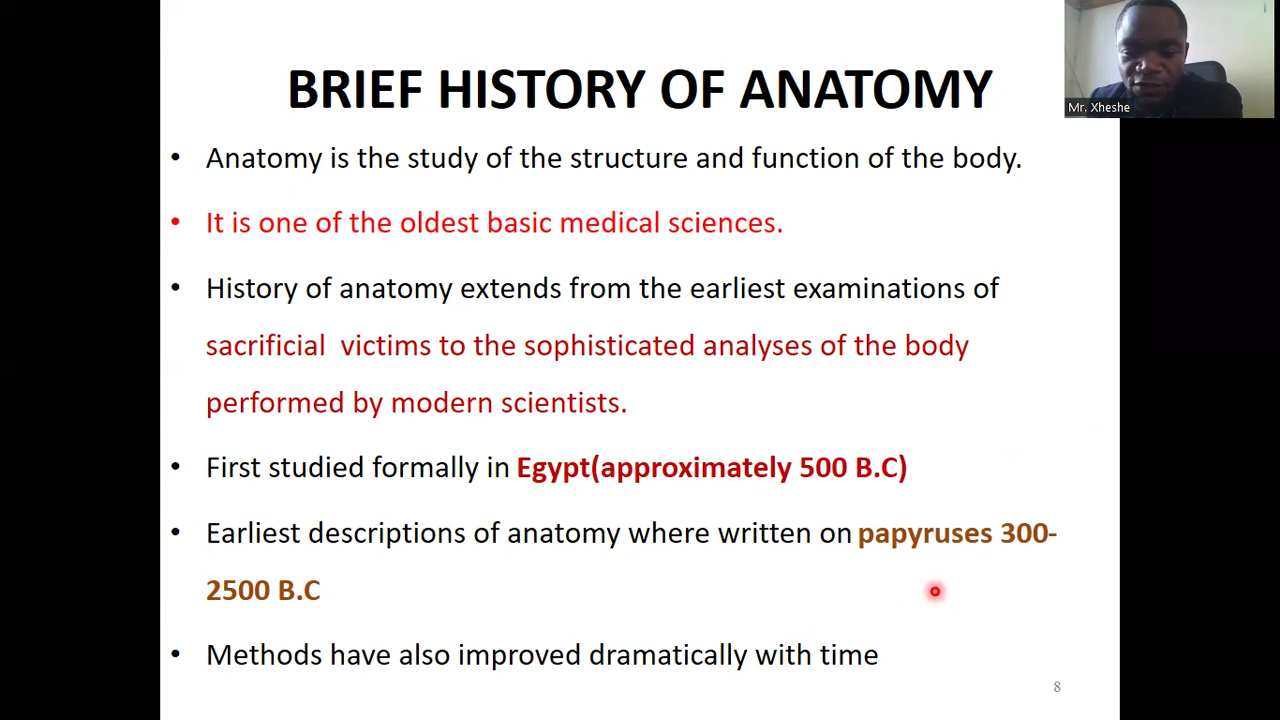 BRIEF HISTORY OF ANATOMY
Mr. Xheshe
• Anatomy is the study of the structure and function of the body.
• It is one of the oldest basic medical sciences.
• History of anatomy extends from the earliest examinations of
sacrificial victims to the sophisticated analyses of the body
performed by modern scientists.
• First studied formally in Egypt(approximately 500 B.C)
• Earliest descriptions of anatomy where written on papyruses 300-
2500 B.C
• Methods have also improved dramatically with time
8